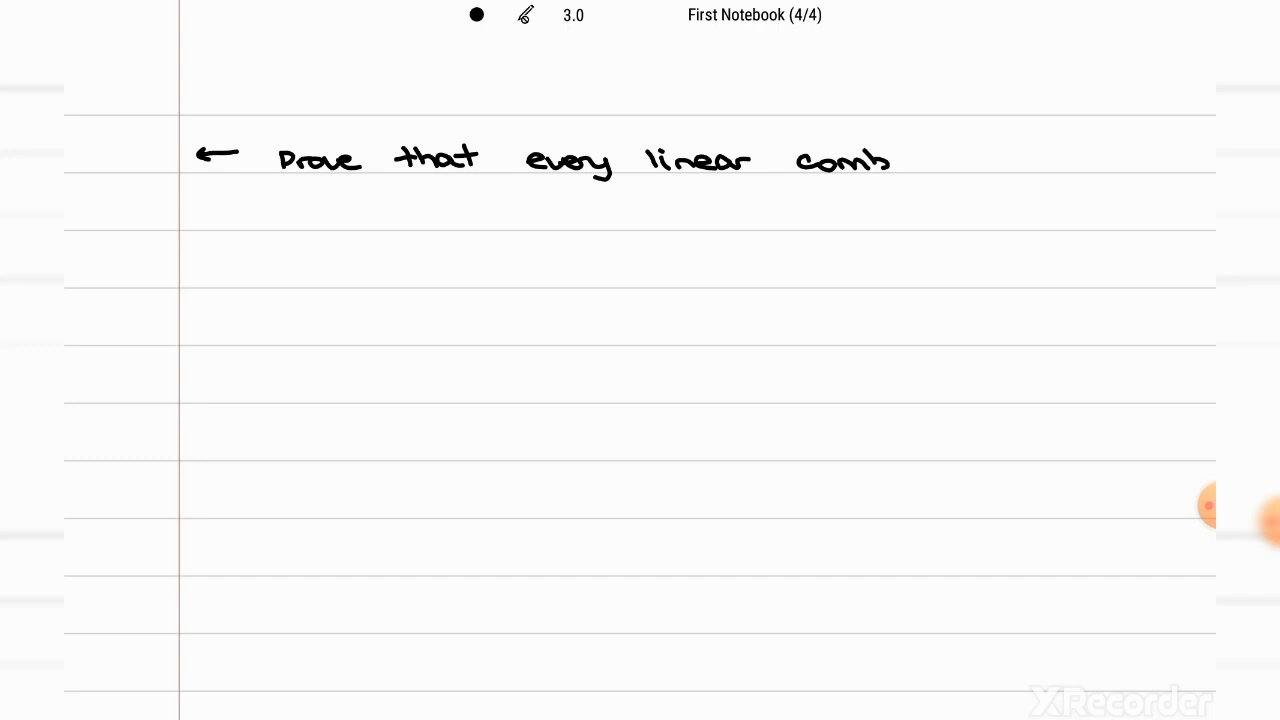 3.0 First Notebook (4/4)
← Prove that every linear comb
XRecorder